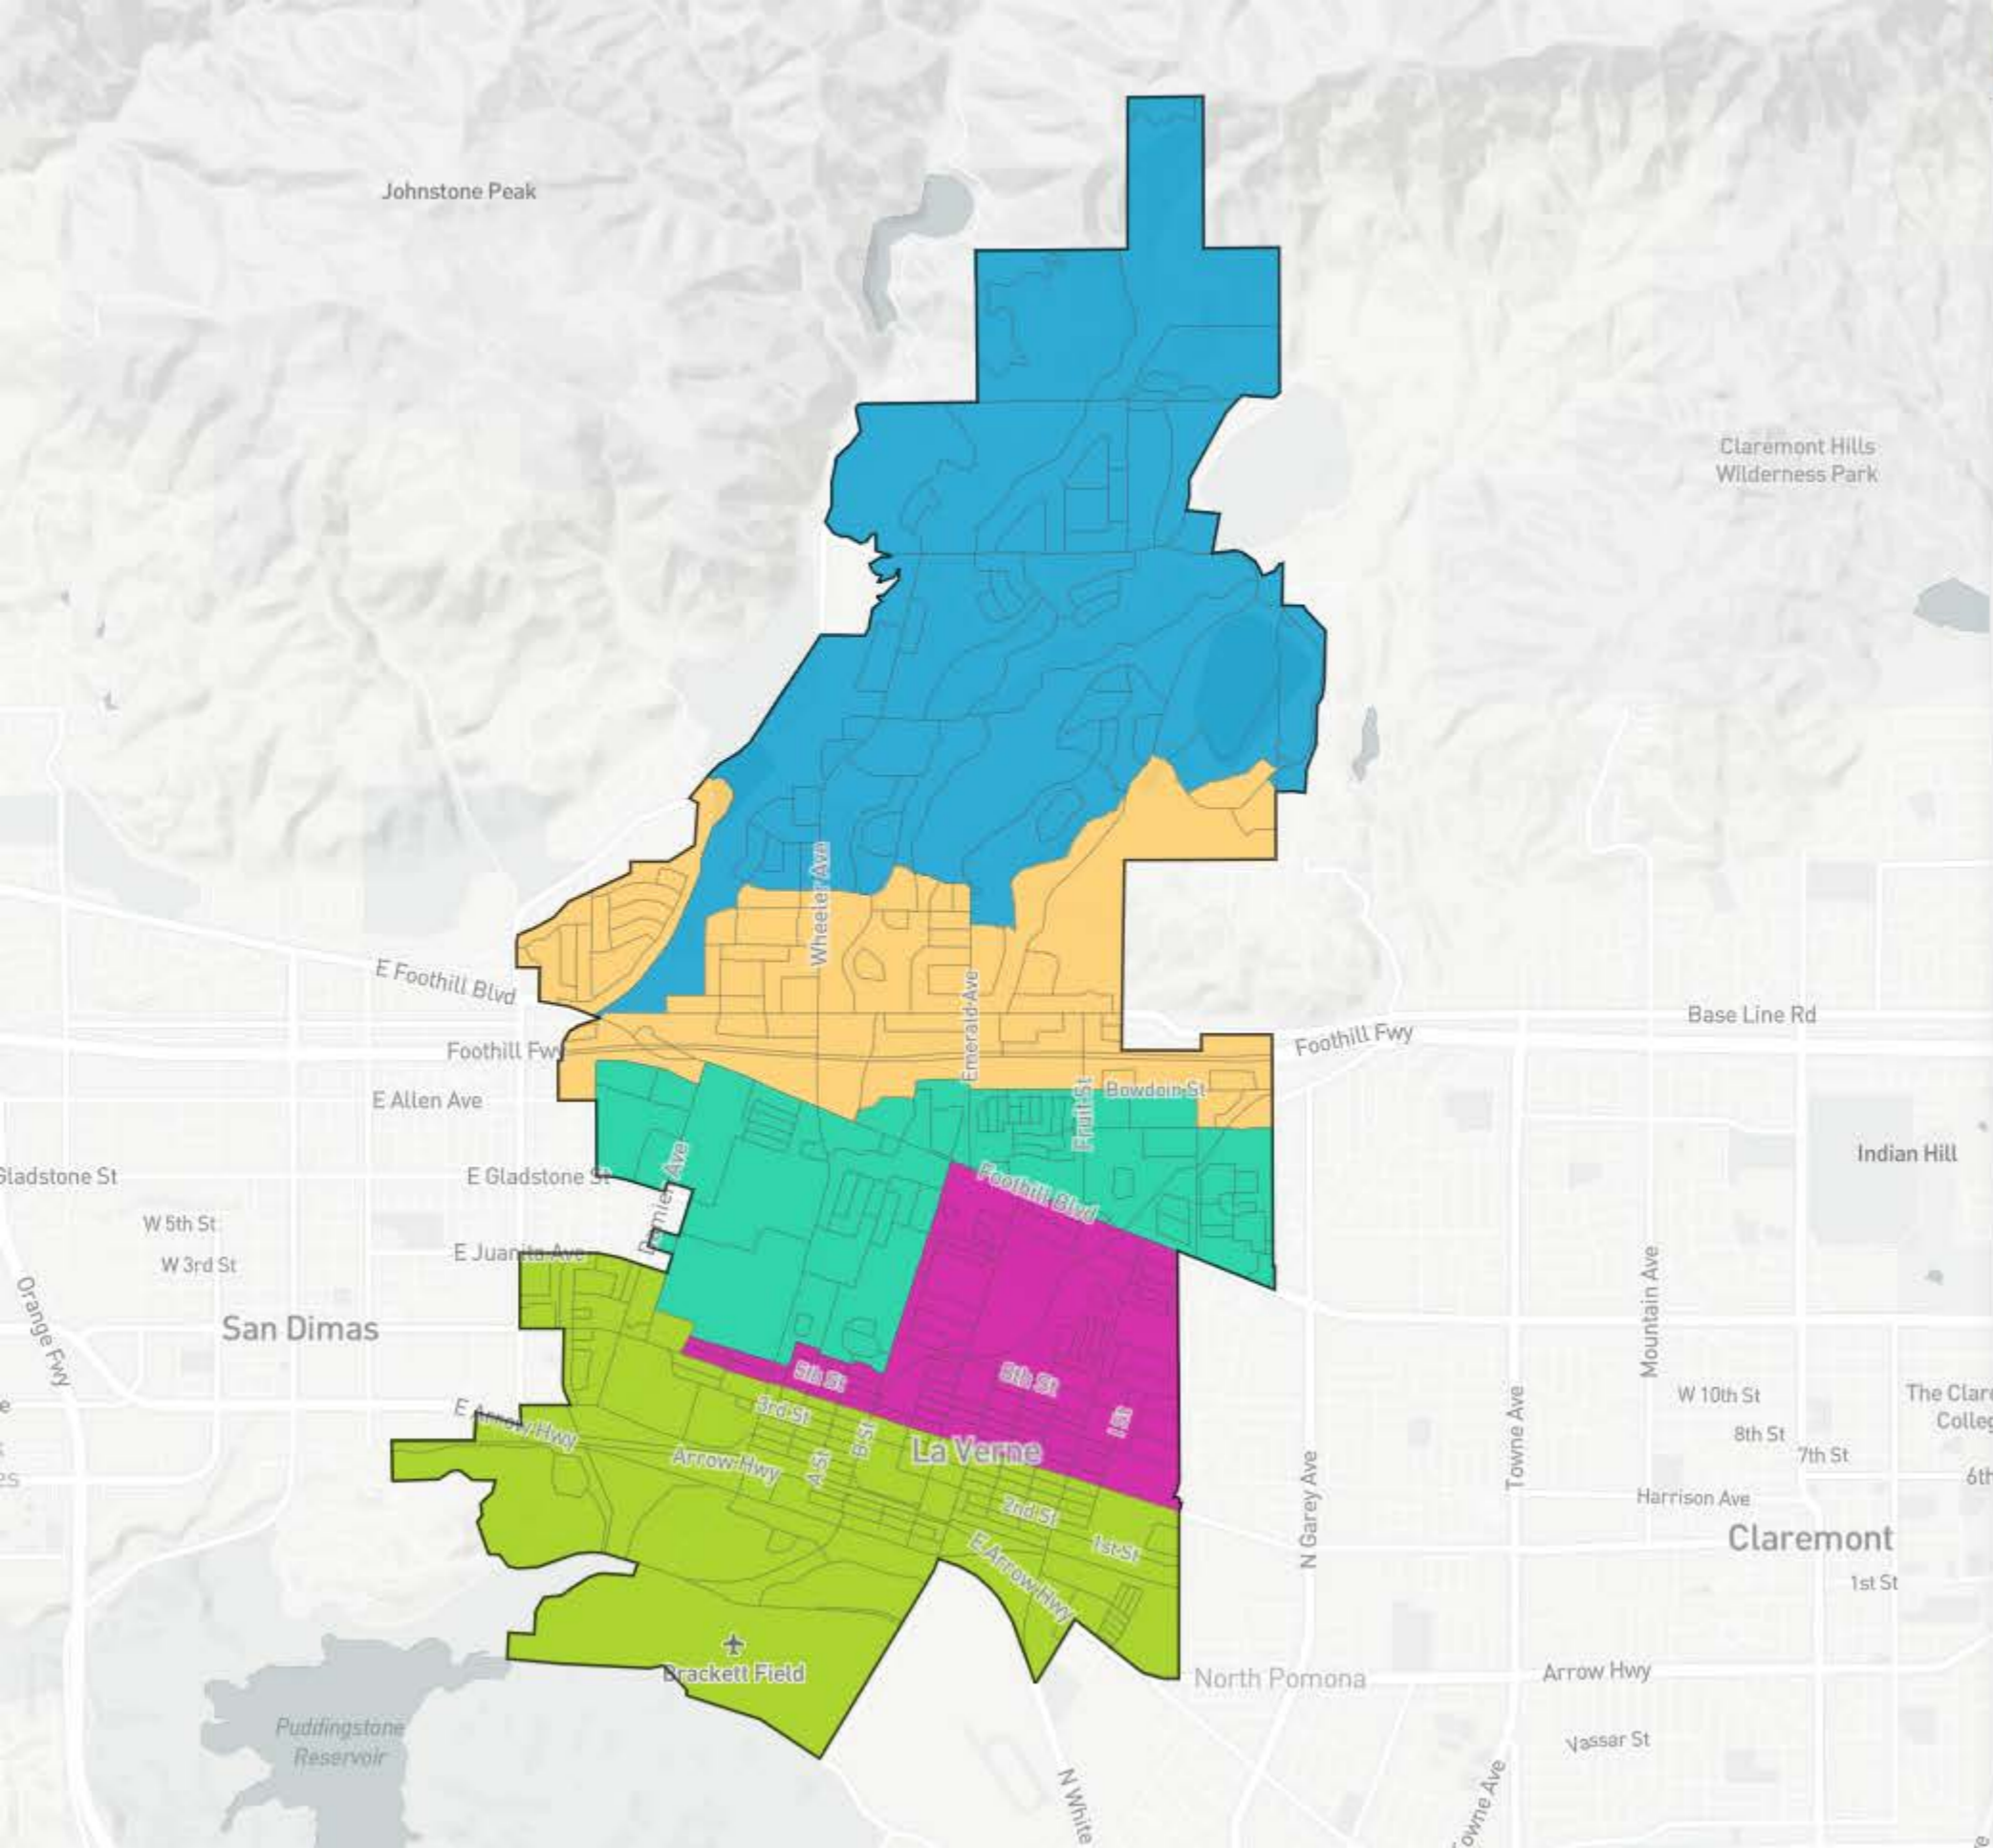 Johnstone Peak
Claremont Hills
Wilderness Park
Wheeler Ave
E Foothill Blvd
Emerald Ave
Base Line Rd
Foothill Fwy
Foothill Fwy
E Allen Ave
Fruit St
Bowdoin St
Indian Hill
Gladstone St
E Gladstone St
Damien Ave
Foothill Blvd
W 5th St
W 3rd St
E Juanita Ave
Orange Fwy
San Dimas
Mountain Ave
5th St
8th St
3rd St
I St
W 10th St
The Clar
Colleg
E Arrow Hwy
Arrow Hwy
A St
B St
La Verne
Towne Ave
8th St
7th St
6th
2nd St
Harrison Ave
N Garey Ave
Claremont
E Arrow Hwy
1st St
1st St
Brackett Field
North Pomona
Arrow Hwy
Puddingstone
Reservoir
Vassar St
N White
Towne Ave